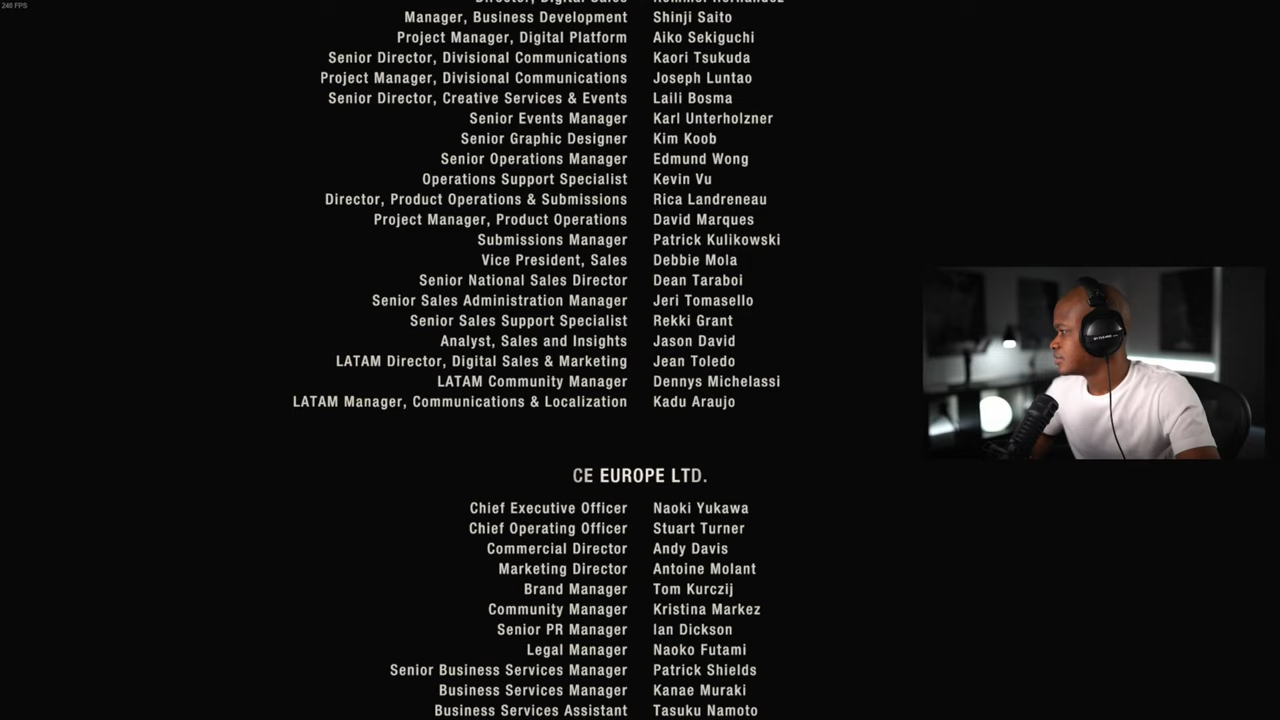 240 FPS
Manager, Business Development Shinji Saito
Project Manager, Digital Platform Aiko Sekiguchi
Senior Director, Divisional Communications Kaori Tsukuda
Project Manager, Divisional Communications Joseph Luntao
Senior Director, Creative Services & Events Laili Bosma
Senior Events Manager Karl Unterholzner
Senior Graphic Designer Kim Koob
Senior Operations Manager Edmund Wong
Operations Support Specialist Kevin Vu
Director, Product Operations & Submissions Rica Landreneau
Project Manager, Product Operations David Marques
Submissions Manager Patrick Kulikowski
Vice President, Sales Debbie Mola
Senior National Sales Director Dean Taraboi
Senior Sales Administration Manager Jeri Tomasello
Senior Sales Support Specialist Rekki Grant
Analyst, Sales and Insights Jason David
LATAM Director, Digital Sales & Marketing Jean Toledo
LATAM Community Manager Dennys Michelassi
LATAM Manager, Communications & Localization Kadu Araujo
CE EUROPE LTD.
Chief Executive Officer Naoki Yukawa
Chief Operating Officer Stuart Turner
Commercial Director Andy Davis
Marketing Director Antoine Molant
Brand Manager Tom Kurczij
Community Manager Kristina Markez
Senior PR Manager Ian Dickson
Legal Manager Naoko Futami
Senior Business Services Manager Patrick Shields
Business Services Manager Kanae Muraki
Business Services Assistant Tasuku Namoto